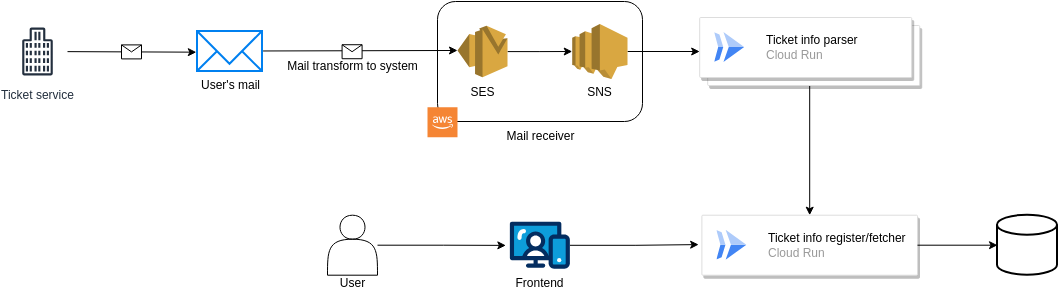 Ticket service
User's mail
Mail transform to system
SES
SNS
aws
Mail receiver
Ticket info parser
Cloud Run
User
Frontend
Ticket info register/fetcher
Cloud Run